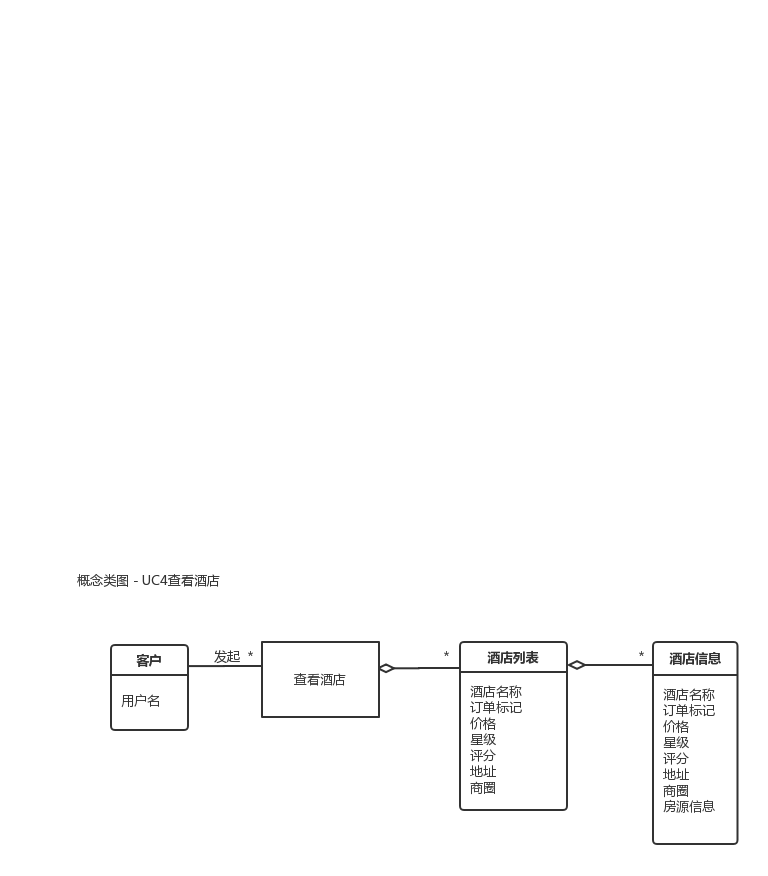 概念类图 - UC4查看酒店
客户
用户名
发起 *
查看酒店
*
酒店列表
酒店名称
订单标记
价格
星级
评分
地址
商圈
*
酒店信息
酒店名称
订单标记
价格
星级
评分
地址
商圈
房源信息